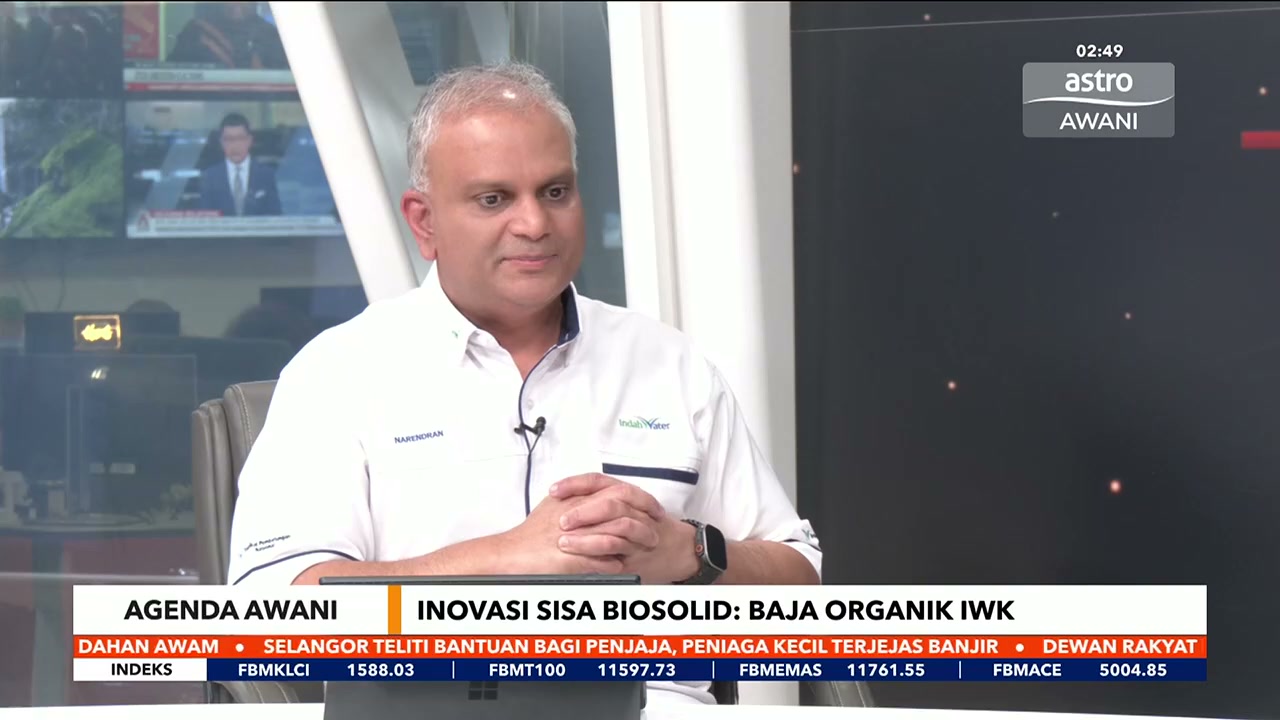 02:49
astro
AWANI
NARENDRAN
Indah Water
AGENDA AWANI
INOVASI SISA BIOSOLID: BAJA ORGANIK IWK
DAHAN AWAM • SELANGOR TELITI BANTUAN BAGI PENJAJA, PENIAGA KECIL TERJEJAS BANJIR • DEWAN RAKYAT
INDEKS FBMKLCI 1588.03 FBMT100 11597.73 FBMEMAS 11761.55 FBMACE 5004.85